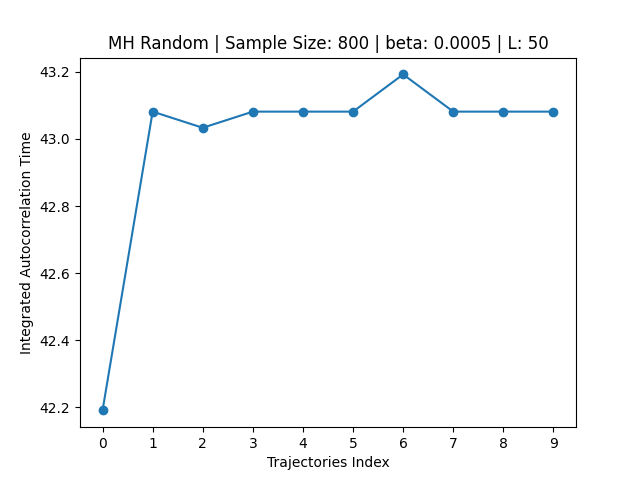 MH Random | Sample Size: 800 | beta: 0.0005 | L: 50
Integrated Autocorrelation Time
43.2
43.0
42.8
42.6
42.4
42.2
0 1 2 3 4 5 6 7 8 9
Trajectories Index